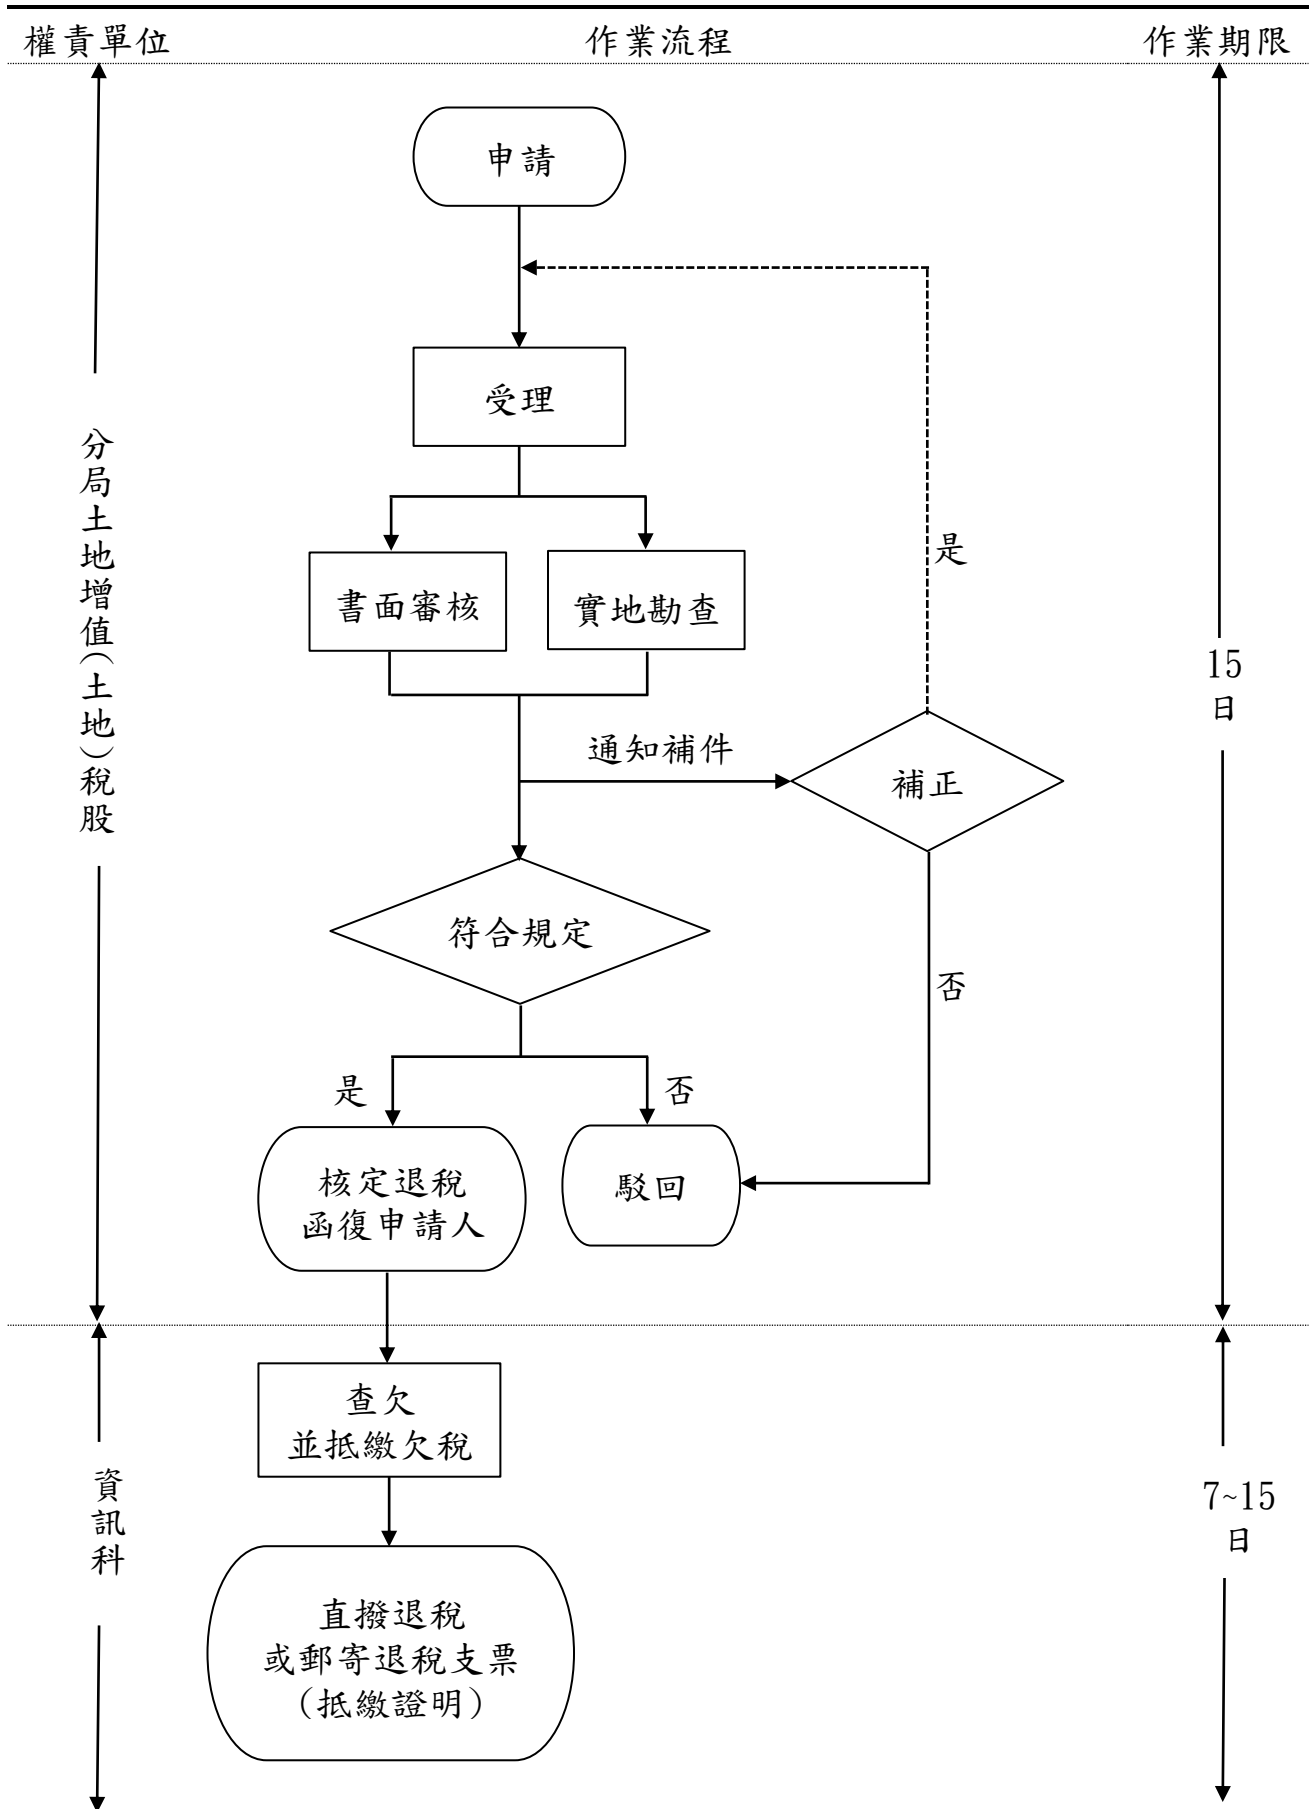 權責單位
作業流程
作業期限
申請
受理
書面審核
實地勘查
是
通知補件
補正
符合規定
否
是
否
核定退稅
函復申請人
駁回
分局土地增值(土地)稅股
15
日
查欠
並抵繳欠稅
直撥退稅
或郵寄退稅支票
(抵繳證明)
資訊科
7~15
日